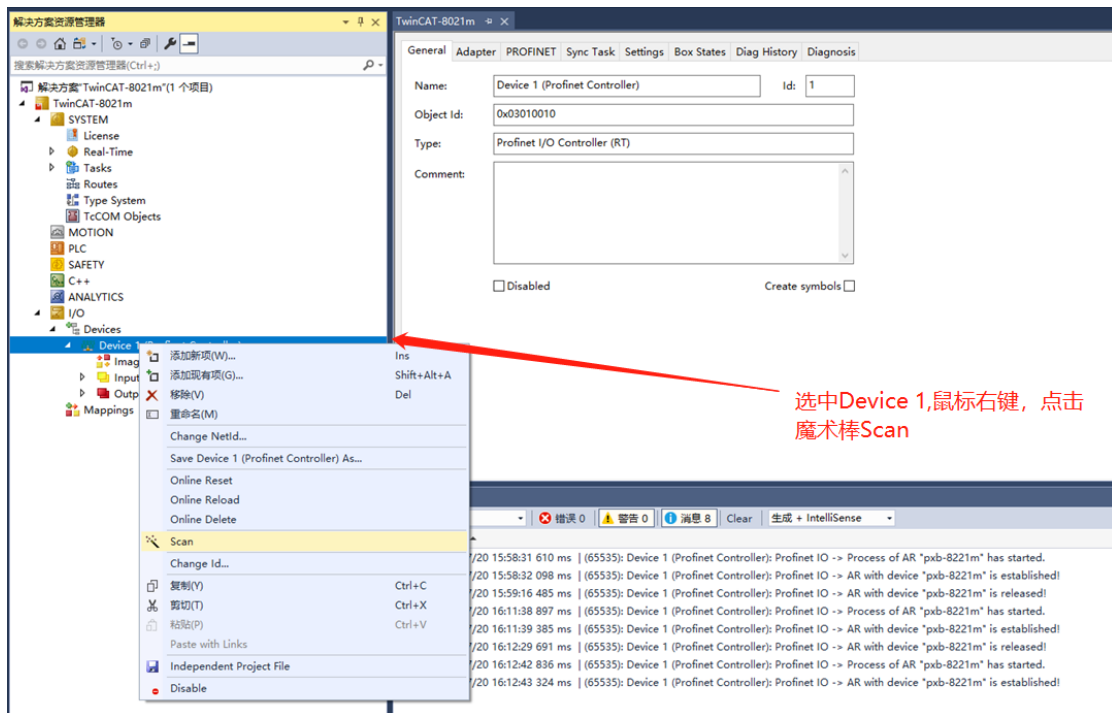 解决方案资源管理器
搜索解决方案资源管理器(Ctrl+;)
解决方案"TwinCAT-8021m"(1 个项目)
TwinCAT-8021m
SYSTEM
License
Real-Time
Tasks
Routes
Type System
TcCOM Objects
MOTION
PLC
SAFETY
C++
ANALYTICS
I/O
Devices
Device 1
Imag
Input
Outp
Mappings
添加新项(W)... Ins
添加现有项(G)... Shift+Alt+A
移除(V) Del
重命名(M)
Change NetId...
Save Device 1 (Profinet Controller) As...
Online Reset
Online Reload
Online Delete
Scan
Change Id...
复制(Y) Ctrl+C
剪切(T) Ctrl+X
粘贴(P) Ctrl+V
Paste with Links
Independent Project File
Disable
TwinCAT-8021m
General Adapter PROFINET Sync Task Settings Box States Diag History Diagnosis
Name: Device 1 (Profinet Controller) Id: 1
Object Id: 0x03010010
Type: Profinet I/O Controller (RT)
Comment:
Disabled Create symbols
选中Device 1,鼠标右键，点击
魔术棒Scan
错误 0 警告 0 消息 8 Clear 生成 + IntelliSense
/20 15:58:31 610 ms | (65535): Device 1 (Profinet Controller): Profinet IO -> Process of AR "pxb-8221m" has started.
/20 15:58:32 098 ms | (65535): Device 1 (Profinet Controller): Profinet IO -> AR with device "pxb-8221m" is established!
/20 15:59:16 485 ms | (65535): Device 1 (Profinet Controller): Profinet IO -> AR with device "pxb-8221m" is released!
/20 16:11:38 897 ms | (65535): Device 1 (Profinet Controller): Profinet IO -> Process of AR "pxb-8221m" has started.
/20 16:11:39 385 ms | (65535): Device 1 (Profinet Controller): Profinet IO -> AR with device "pxb-8221m" is established!
/20 16:12:29 691 ms | (65535): Device 1 (Profinet Controller): Profinet IO -> AR with device "pxb-8221m" is released!
/20 16:12:42 836 ms | (65535): Device 1 (Profinet Controller): Profinet IO -> Process of AR "pxb-8221m" has started.
/20 16:12:43 324 ms | (65535): Device 1 (Profinet Controller): Profinet IO -> AR with device "pxb-8221m" is established!